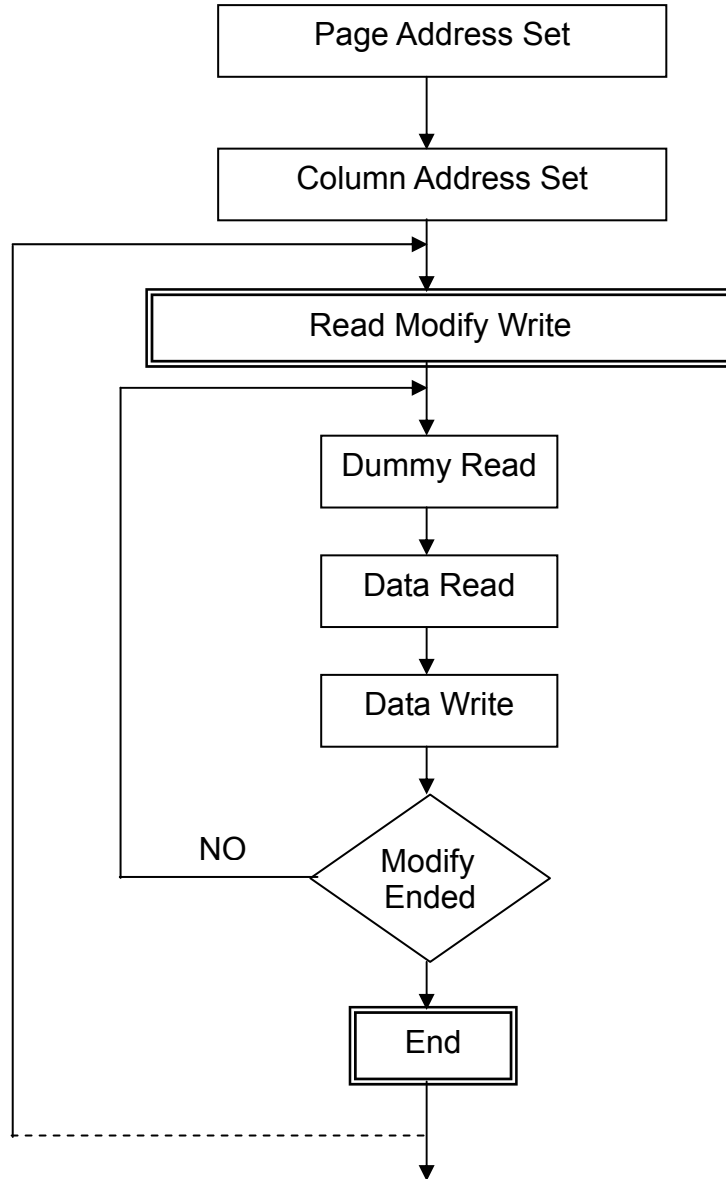 Page Address Set
Column Address Set
Read Modify Write
Dummy Read
Data Read
Data Write
NO
Modify
Ended
End